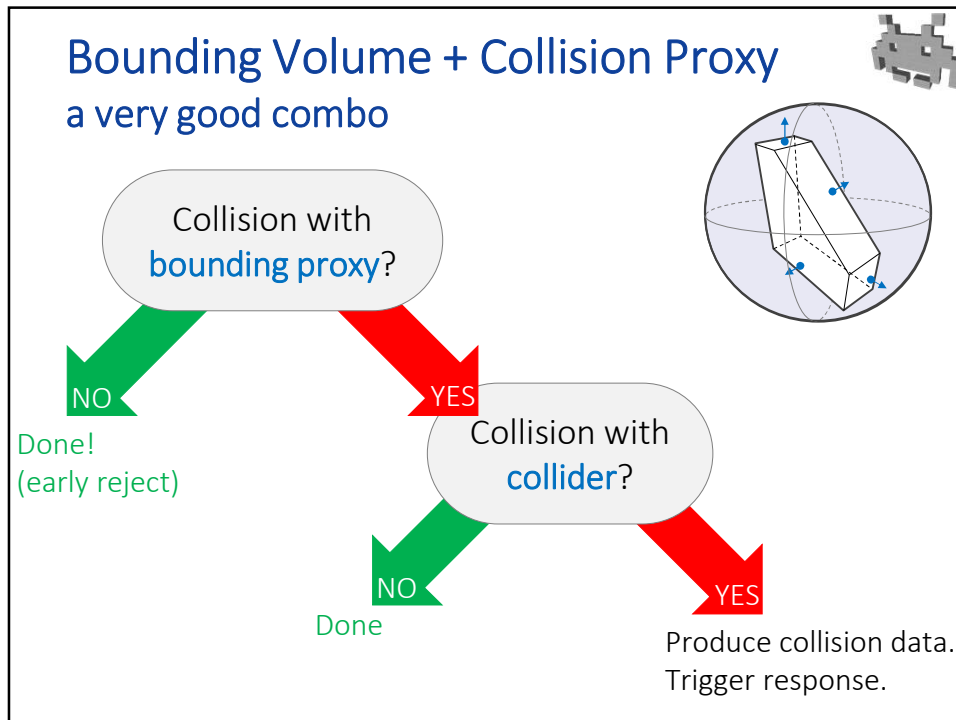 Bounding Volume + Collision Proxy
a very good combo
Collision with
bounding proxy?
NO
YES
Done!
(early reject)
Collision with
collider?
NO
YES
Done
Produce collision data.
Trigger response.